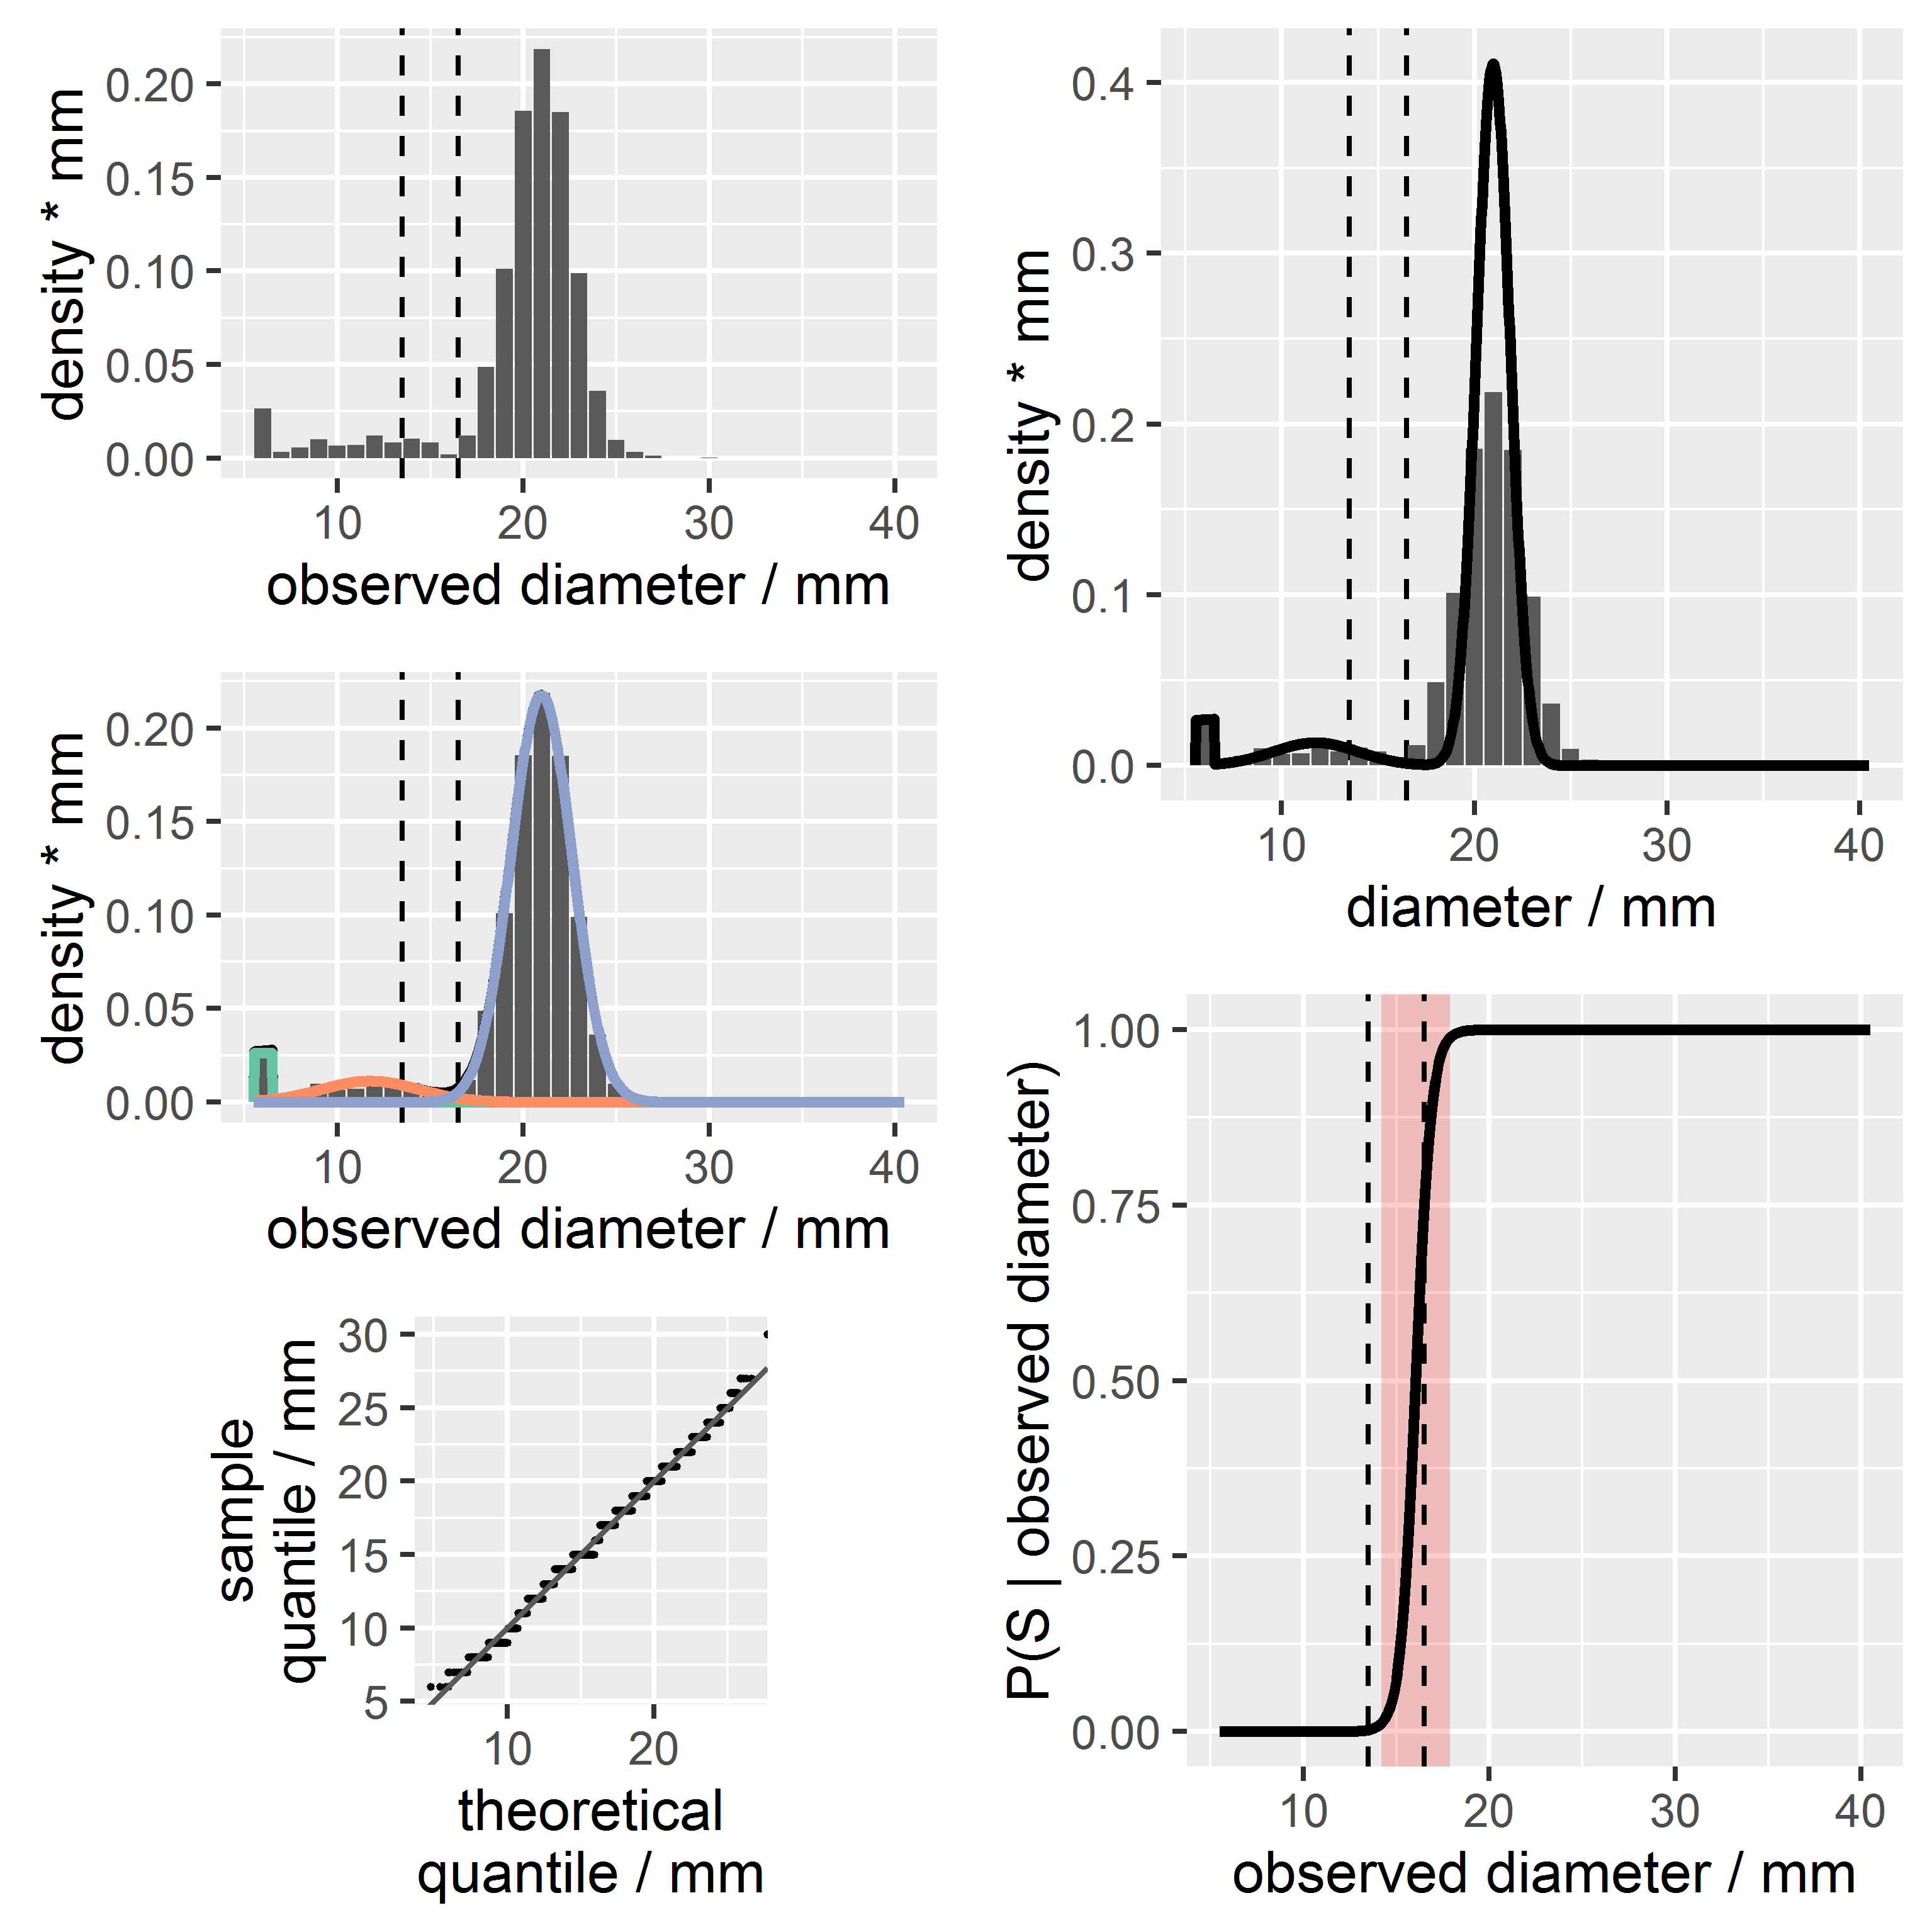 0.20
0.15
0.10
0.05
0.00
density * mm
10 20 30 40
observed diameter / mm
0.4
0.3
0.2
0.1
0.0
density * mm
10 20 30 40
diameter / mm
0.20
0.15
0.10
0.05
0.00
density * mm
10 20 30 40
observed diameter / mm
1.00
0.75
0.50
0.25
0.00
P(S | observed diameter)
10 20 30 40
observed diameter / mm
30
25
20
15
10
5
sample
quantile / mm
10 20
theoretical
quantile / mm